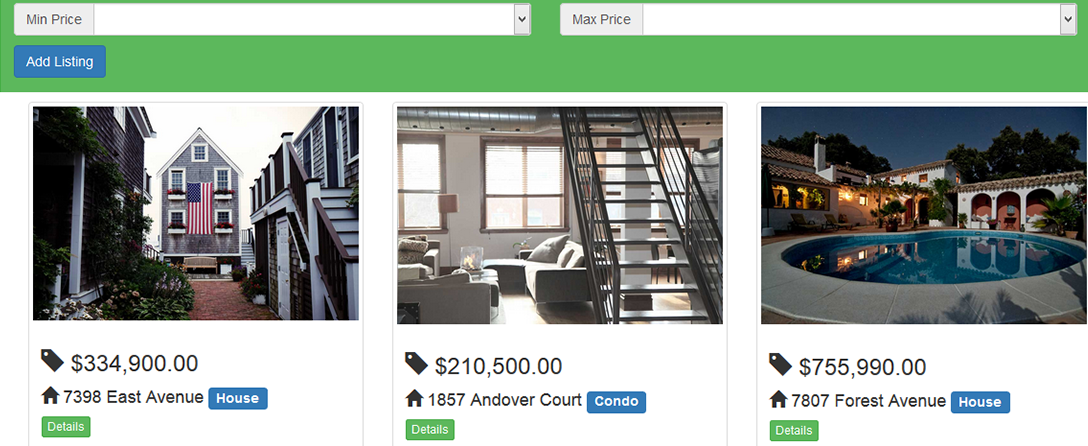 Min Price Max Price
Add Listing
$334,900.00
7398 East Avenue House
Details
$210,500.00
1857 Andover Court Condo
Details
$755,990.00
7807 Forest Avenue House
Details